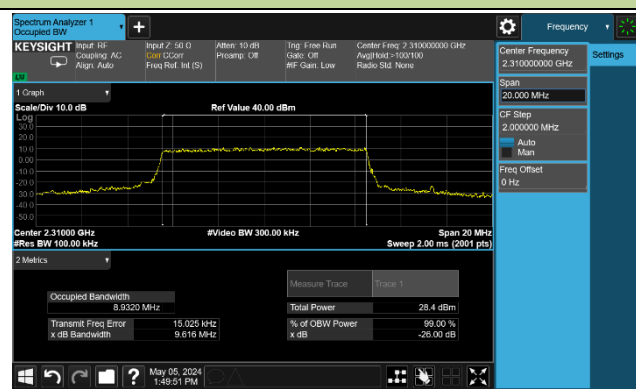 Spectrum Analyzer 1
Occupied BW
Frequency
KEYSIGHT
Input: RF
Coupling: AC
Align: Auto
Input Z: 50 Ω
Corr CCorr
Freq Ref: Int (S)
Atten: 10 dB
Preamp: Off
Trig: Free Run
Gate: Off
#IF Gain: Low
Center Freq: 2.310000000 GHz
Avg|Hold:>100/100
Radio Std: None
LV
Center Frequency
2.310000000 GHz
Settings
Span
20.000 MHz
CF Step
2.000000 MHz
Auto
Man
Freq Offset
0 Hz
1 Graph
Scale/Div 10.0 dB
Ref Value 40.00 dBm
Log
30.0
20.0
10.0
0.00
-10.0
-20.0
-30.0
-40.0
-50.0
Center 2.31000 GHz
#Video BW 300.00 kHz
Span 20 MHz
#Res BW 100.00 kHz
Sweep 2.00 ms (2001 pts)
2 Metrics
Measure Trace
Trace 1
Occupied Bandwidth
8.9320 MHz
Total Power
28.4 dBm
Transmit Freq Error
15.025 kHz
% of OBW Power
99.00 %
x dB Bandwidth
9.616 MHz
x dB
-26.00 dB
?
May 05, 2024
1:49:51 PM